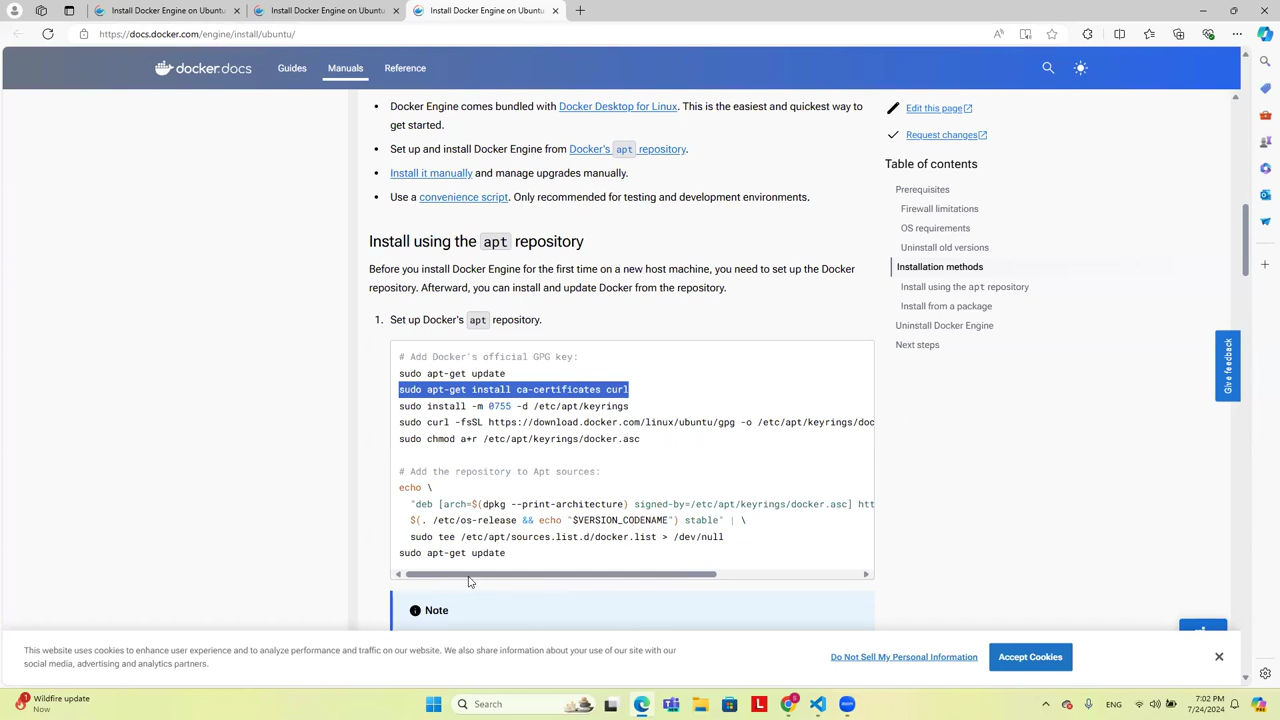 Install Docker Engine on Ubuntu
Install Docker Engine on Ubuntu
Install Docker Engine on Ubuntu
https://docs.docker.com/engine/install/ubuntu/
docker.docs
Guides
Manuals
Reference
Docker Engine comes bundled with Docker Desktop for Linux. This is the easiest and quickest way to
get started.
Set up and install Docker Engine from Docker's apt repository.
Install it manually and manage upgrades manually.
Use a convenience script. Only recommended for testing and development environments.
Install using the apt repository
Before you install Docker Engine for the first time on a new host machine, you need to set up the Docker
repository. Afterward, you can install and update Docker from the repository.
1. Set up Docker's apt repository.
# Add Docker's official GPG key:
sudo apt-get update
sudo apt-get install ca-certificates curl
sudo install -m 0755 -d /etc/apt/keyrings
sudo curl -fsSL https://download.docker.com/linux/ubuntu/gpg -o /etc/apt/keyrings/doc
sudo chmod a+r /etc/apt/keyrings/docker.asc
# Add the repository to Apt sources:
echo \
"deb [arch=$(dpkg --print-architecture) signed-by=/etc/apt/keyrings/docker.asc] htt
$(. /etc/os-release && echo "$VERSION_CODENAME") stable" | \
sudo tee /etc/apt/sources.list.d/docker.list > /dev/null
sudo apt-get update
Note
Edit this page
Request changes
Table of contents
Prerequisites
Firewall limitations
OS requirements
Uninstall old versions
Installation methods
Install using the apt repository
Install from a package
Uninstall Docker Engine
Next steps
Give feedback
This website uses cookies to enhance user experience and to analyze performance and traffic on our website. We also share information about your use of our site with our
social media, advertising and analytics partners.
Do Not Sell My Personal Information
Accept Cookies
1
Wildfire update
Now
Search
L
zoom
ENG
7:02 PM
7/24/2024